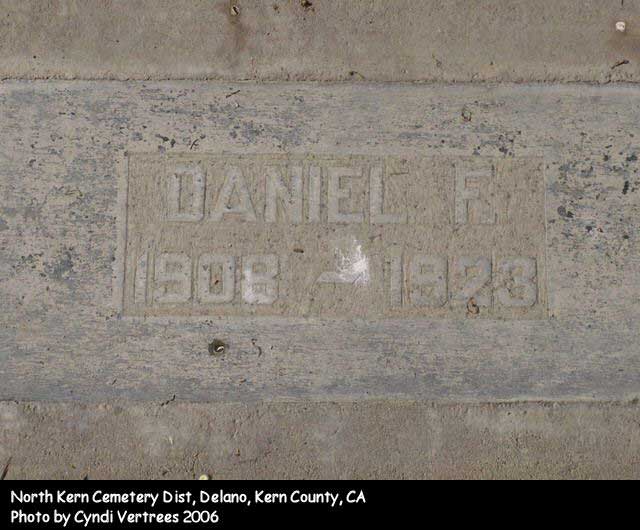 DANIEL F.
1908 - 1923
North Kern Cemetery Dist, Delano, Kern County, CA
Photo by Cyndi Vertrees 2006